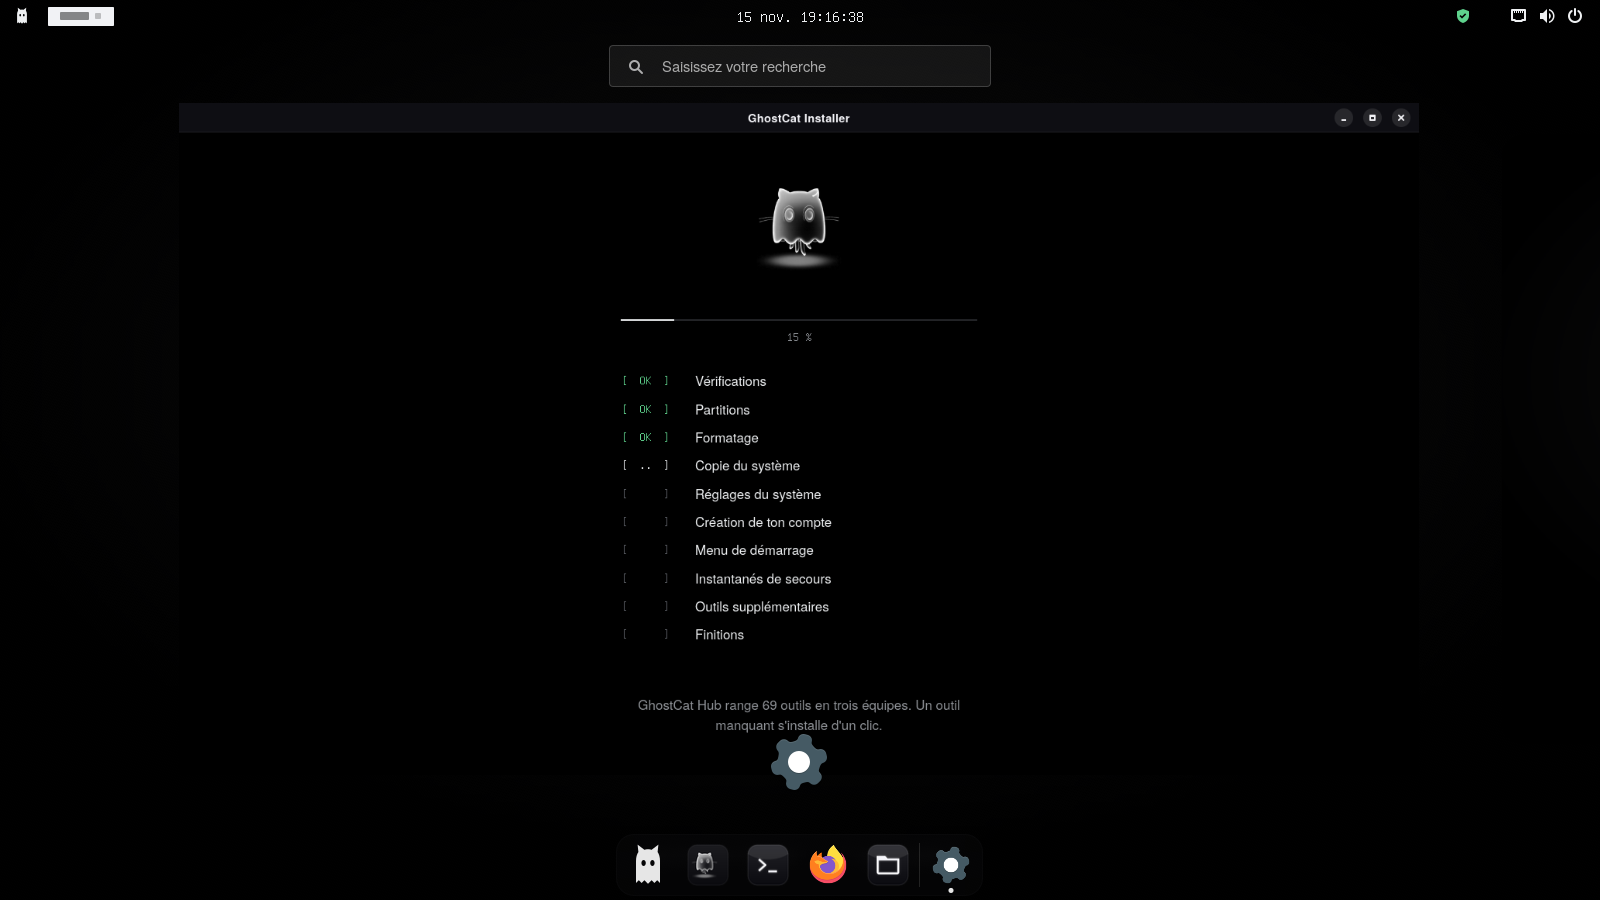 15 nov. 19:16:38
Saisissez votre recherche
GhostCat Installer
15 %
[ OK ] Vérifications
[ OK ] Partitions
[ OK ] Formatage
[ .. ] Copie du système
[ ] Réglages du système
[ ] Création de ton compte
[ ] Menu de démarrage
[ ] Instantanés de secours
[ ] Outils supplémentaires
[ ] Finitions
GhostCat Hub range 69 outils en trois équipes. Un outil
manquant s'installe d'un clic.